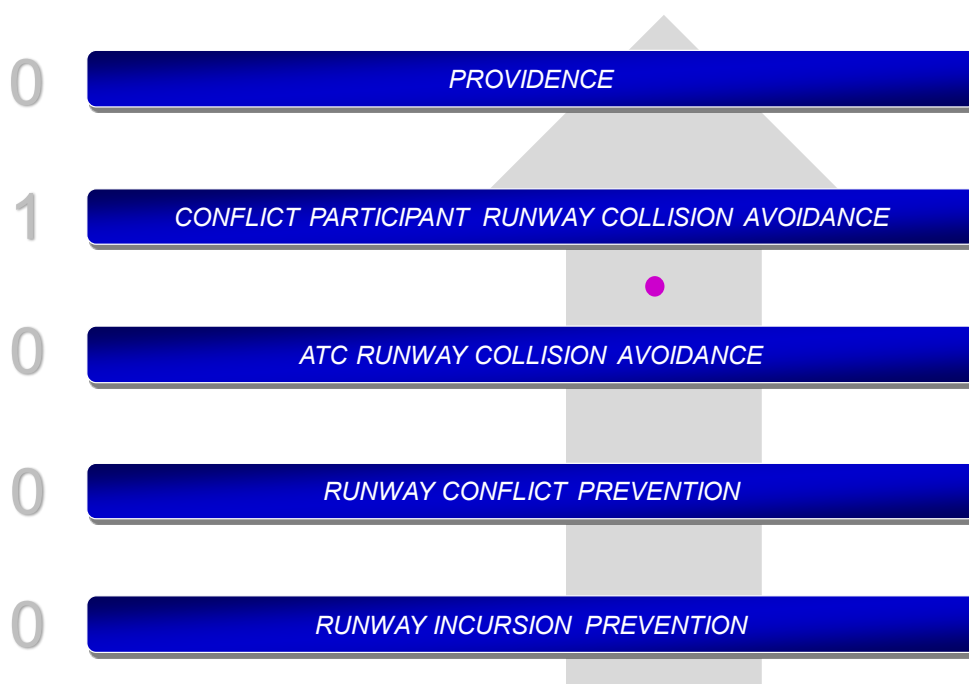 0
PROVIDENCE
1
CONFLICT PARTICIPANT RUNWAY COLLISION AVOIDANCE
0
ATC RUNWAY COLLISION AVOIDANCE
0
RUNWAY CONFLICT PREVENTION
0
RUNWAY INCURSION PREVENTION